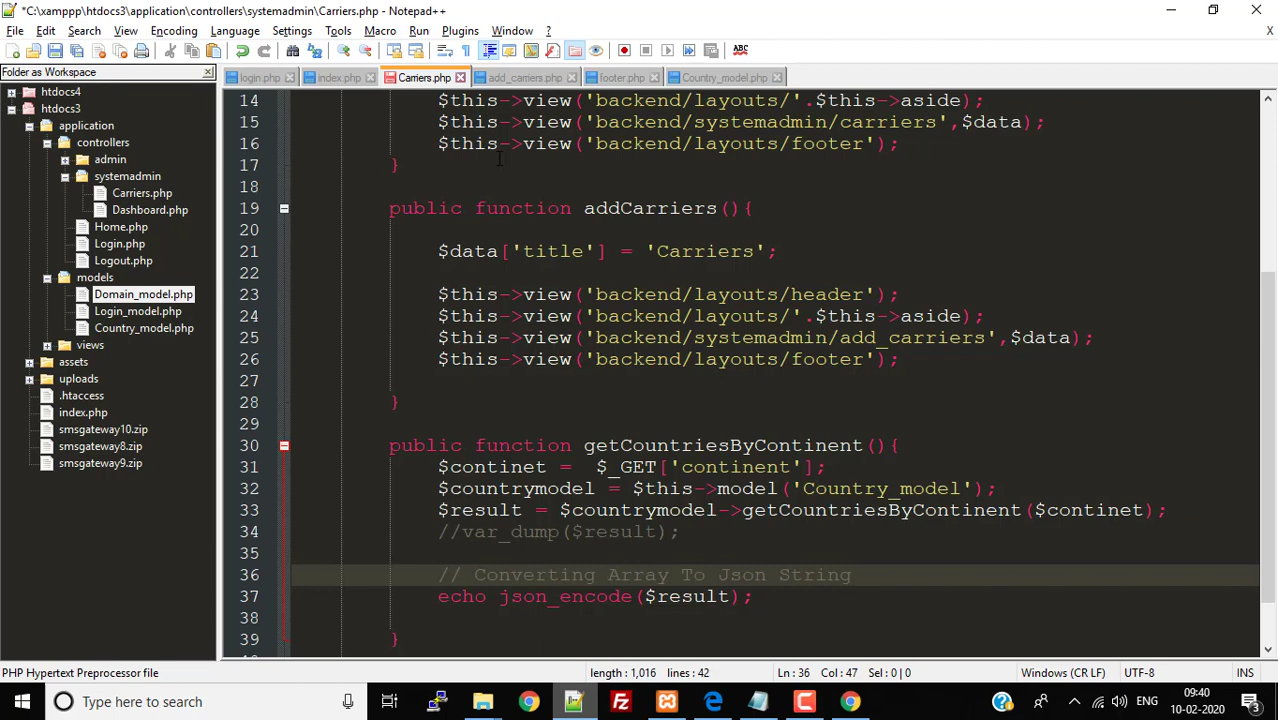 *C:\xamppp\htdocs3\application\controllers\systemadmin\Carriers.php - Notepad++
File Edit Search View Encoding Language Settings Tools Macro Run Plugins Window ?
Folder as Workspace
login.php index.php Carriers.php add_carriers.php footer.php Country_model.php
htdocs4
htdocs3
application
controllers
admin
systemadmin
Carriers.php
Dashboard.php
Home.php
Login.php
Logout.php
models
Domain_model.php
Login_model.php
Country_model.php
views
assets
uploads
.htaccess
index.php
smsgateway10.zip
smsgateway8.zip
smsgateway9.zip
14 $this->view('backend/layouts/'.$this->aside);
15 $this->view('backend/systemadmin/carriers',$data);
16 $this->view('backend/layouts/footer');
17 }
18
19 public function addCarriers(){
20
21 $data['title'] = 'Carriers';
22
23 $this->view('backend/layouts/header');
24 $this->view('backend/layouts/'.$this->aside);
25 $this->view('backend/systemadmin/add_carriers',$data);
26 $this->view('backend/layouts/footer');
27
28 }
29
30 public function getCountriesByContinent(){
31 $continet = $_GET['continent'];
32 $countrymodel = $this->model('Country_model');
33 $result = $countrymodel->getCountriesByContinent($continet);
34 //var_dump($result);
35
36 // Converting Array To Json String
37 echo json_encode($result);
38
39 }
PHP Hypertext Preprocessor file length : 1,016 lines : 42 Ln : 36 Col : 47 Sel : 0 | 0 Windows (CR LF) UTF-8 INS
Type here to search
ENG
09:40
10-02-2020
3